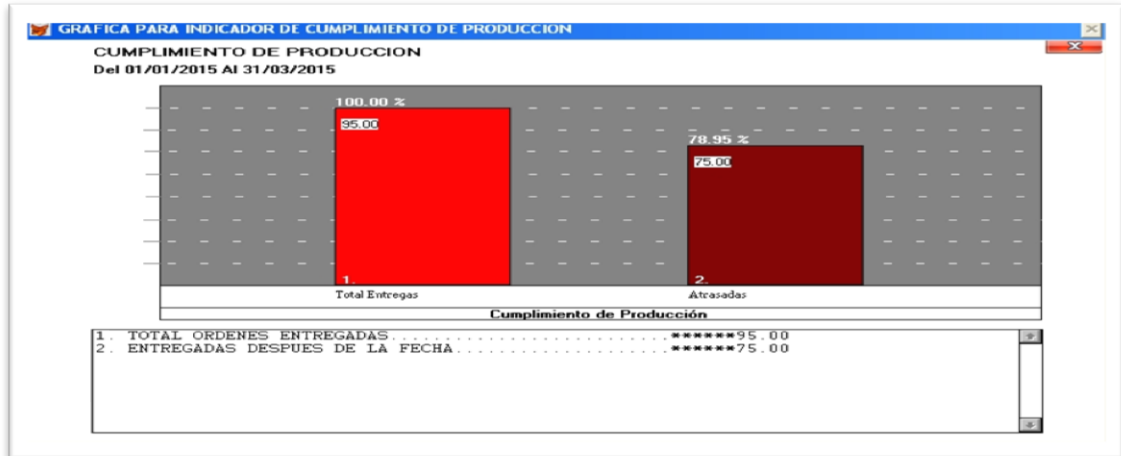 GRAFICA PARA INDICADOR DE CUMPLIMIENTO DE PRODUCCION
CUMPLIMIENTO DE PRODUCCION
Del 01/01/2015 Al 31/03/2015
100.00 %
95.00
78.95 %
75.00
1.
2.
Total Entregas
Atrasadas
Cumplimiento de Producción
1. TOTAL ORDENES ENTREGADAS..........................******95.00
2. ENTREGADAS DESPUES DE LA FECHA....................******75.00